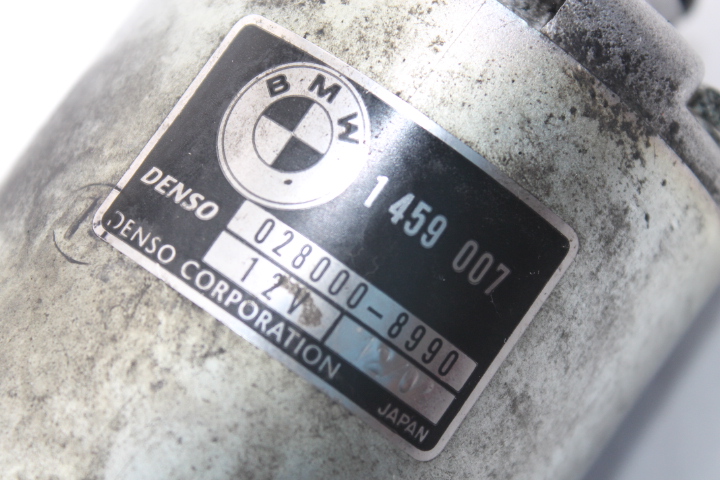 BMW
1 459 007
DENSO
028000-8990
12V
DENSO CORPORATION
JAPAN